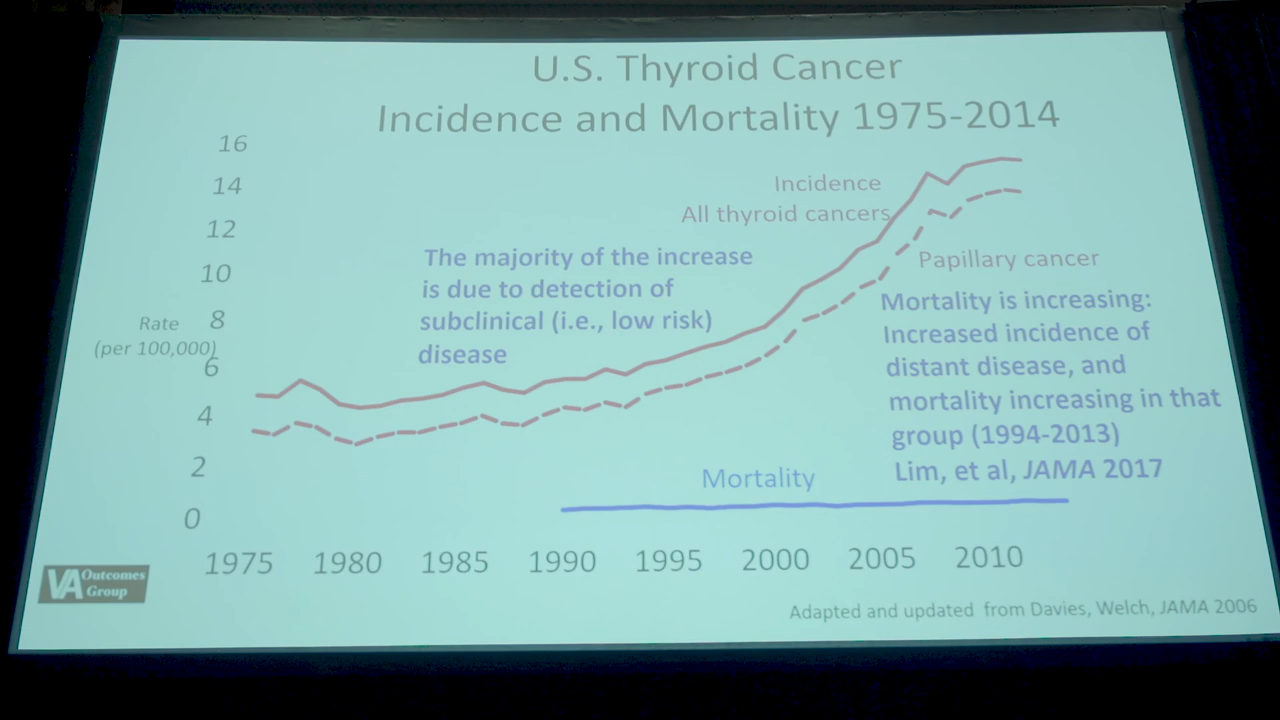 U.S. Thyroid Cancer
Incidence and Mortality 1975-2014
16
14
12
10
8
6
4
2
0
Rate
(per 100,000)
Incidence
All thyroid cancers
The majority of the increase
is due to detection of
subclinical (i.e., low risk)
disease
Papillary cancer
Mortality is increasing:
Increased incidence of
distant disease, and
mortality increasing in that
group (1994-2013)
Lim, et al, JAMA 2017
Mortality
1975 1980 1985 1990 1995 2000 2005 2010
VA Outcomes
Group
Adapted and updated from Davies, Welch, JAMA 2006